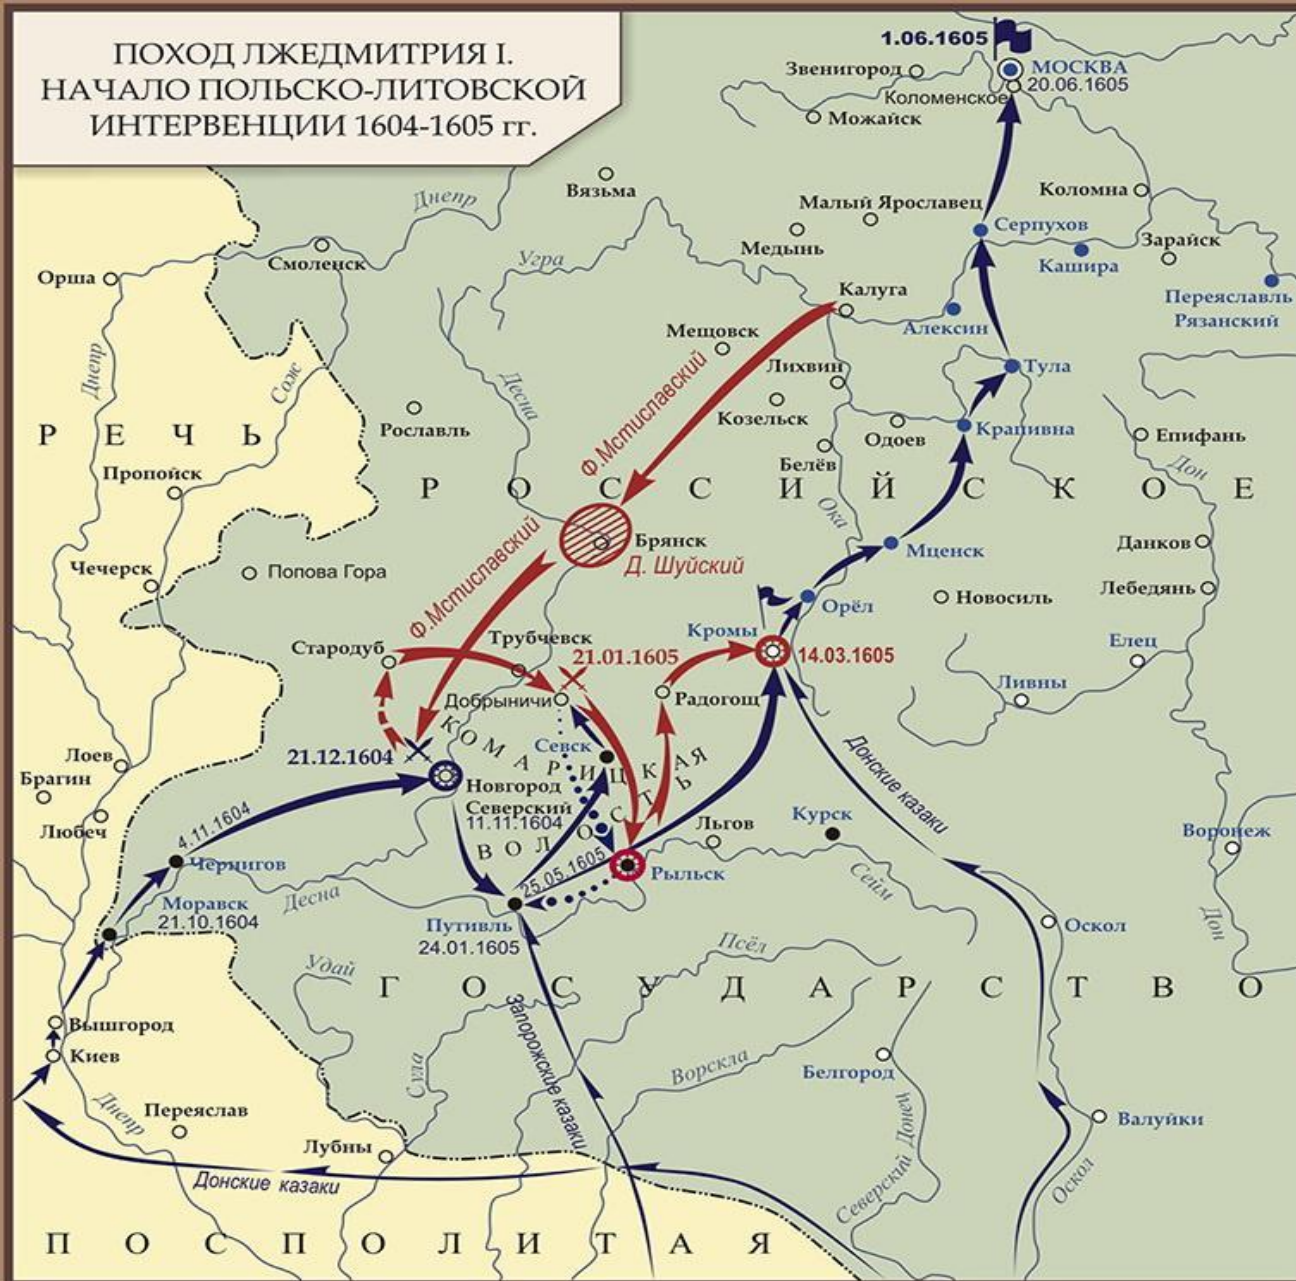 ПОХОД ЛЖЕДМИТРИЯ I.
НАЧАЛО ПОЛЬСКО-ЛИТОВСКОЙ
ИНТЕРВЕНЦИИ 1604-1605 гг.
1.06.1605
МОСКВА
20.06.1605
Звенигород
Коломенское
Можайск
Вязьма
Днепр
Малый Ярославец
Коломна
Медынь
Серпухов
Зарайск
Кашира
Смоленск
Орша
Угра
Калуга
Переяславль
Рязанский
Алексин
Мещовск
Лихвин
Тула
Днепр
Сож
Десна
Ф.Мстиславский
Козельск
Рославль
Одоев
Крапивна
Епифань
Белёв
Дон
РЕЧЬ
Пропойск
РОССИЙСКОЕ
Ока
Брянск
Д. Шуйский
Мценск
Данков
Чечерск
Попова Гора
Ф.Мстиславский
Орёл
Новосиль
Лебедянь
Стародуб
Трубчевск
21.01.1605
Кромы
14.03.1605
Елец
Ливны
Добрыничи
Радогощ
КОМАРИЦКАЯ
ВОЛОСТЬ
Севск
21.12.1604
Новгород
Северский
11.11.1604
Донские казаки
Лоев
Брагин
Любеч
4.11.1604
Чернигов
Льгов
Курск
Воронеж
25.05.1605
Рыльск
Сейм
Десна
Моравск
21.10.1604
Путивль
24.01.1605
Оскол
Дон
Псёл
Удай
ГОСУДАРСТВО
Запорожские казаки
Вышгород
Киев
Сула
Ворскла
Белгород
Днепр
Переяслав
Лубны
Северский Донец
Валуйки
Оскол
Донские казаки
ПОСПОЛИТАЯ